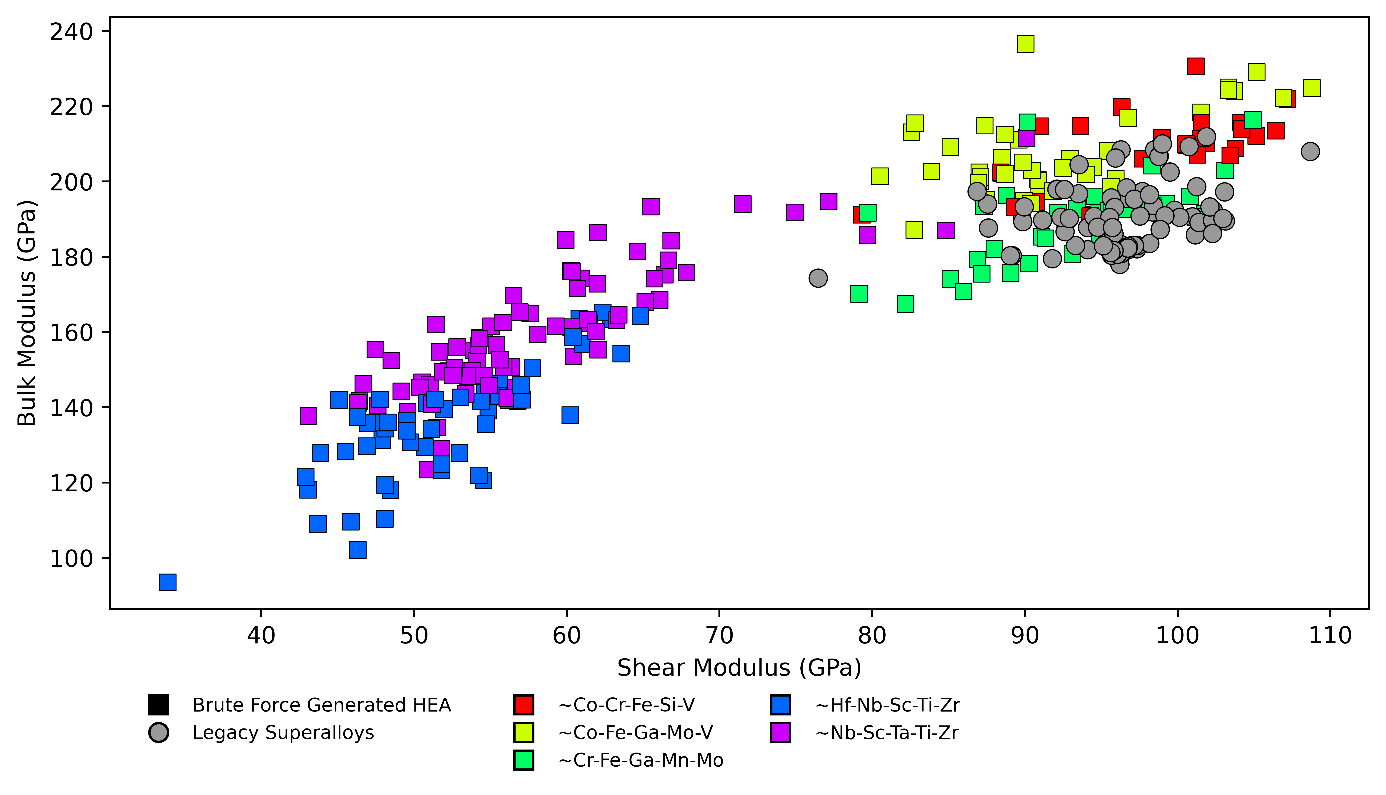 240
220
200
180
160
140
120
100
Bulk Modulus (GPa)
40 50 60 70 80 90 100 110
Shear Modulus (GPa)
Brute Force Generated HEA ~Co-Cr-Fe-Si-V ~Hf-Nb-Sc-Ti-Zr
Legacy Superalloys ~Co-Fe-Ga-Mo-V ~Nb-Sc-Ta-Ti-Zr
~Cr-Fe-Ga-Mn-Mo